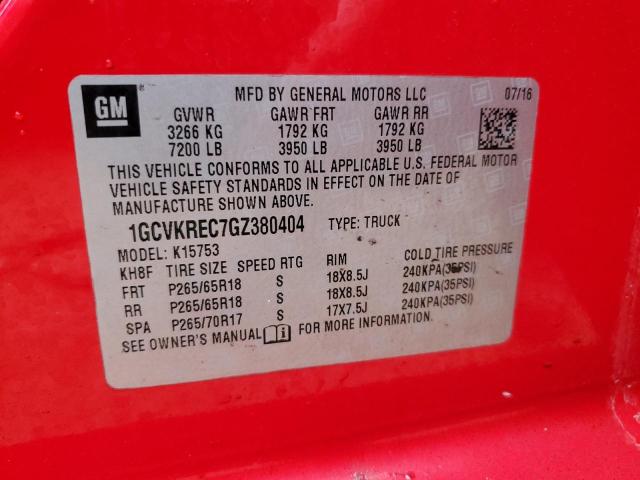 GM
MFD BY GENERAL MOTORS LLC 07/16
GVWR GAWR FRT GAWR RR
3266 KG 1792 KG 1792 KG
7200 LB 3950 LB 3950 LB
THIS VEHICLE CONFORMS TO ALL APPLICABLE U.S. FEDERAL MOTOR
VEHICLE SAFETY STANDARDS IN EFFECT ON THE DATE OF
MANUFACTURE SHOWN ABOVE.
1GCVKREC7GZ380404 TYPE: TRUCK
MODEL: K15753
KH8F TIRE SIZE SPEED RTG RIM COLD TIRE PRESSURE
FRT P265/65R18 S 18X8.5J 240KPA(35PSI)
RR P265/65R18 S 18X8.5J 240KPA(35PSI)
SPA P265/70R17 S 17X7.5J 240KPA(35PSI)
SEE OWNER'S MANUAL FOR MORE INFORMATION.